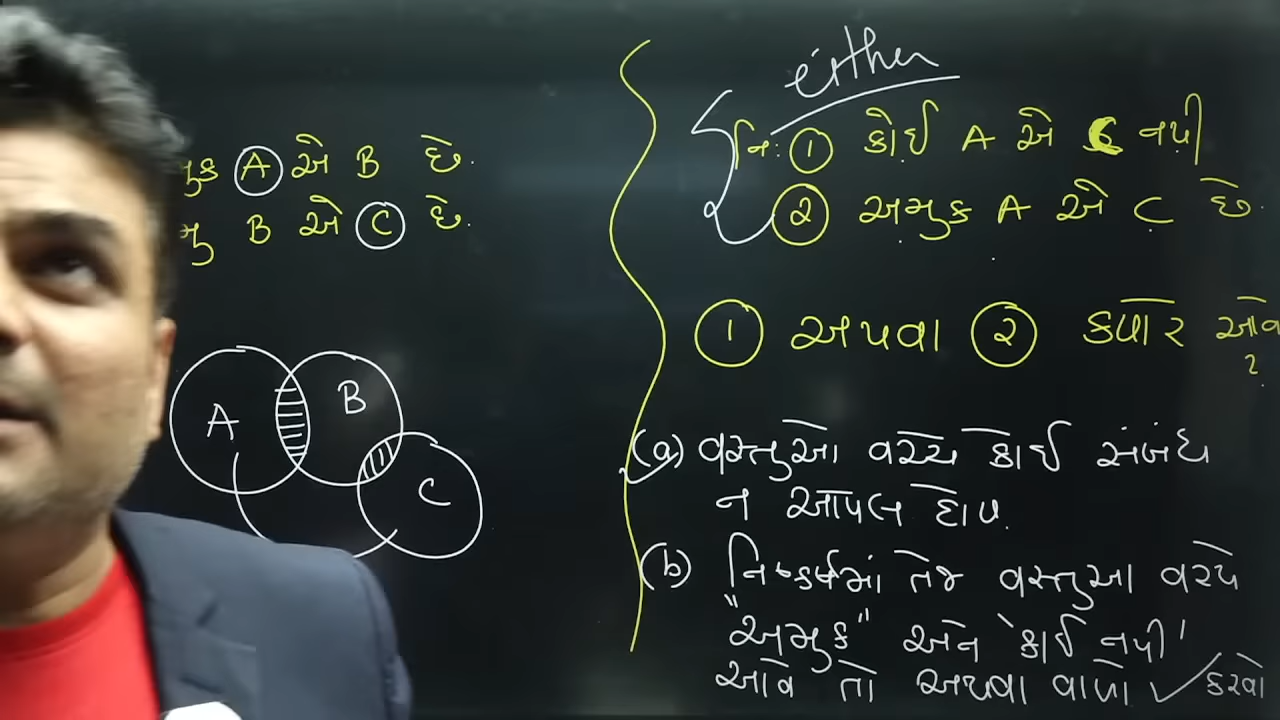 A એ B છે.
B એ C છે.
A
B
C
either
નિ: ① કોઈ A એ C નથી
② અમુક A એ C છે.
① અથવા ② ક્યારે
(a) વસ્તુઓ વચ્ચે કોઈ સંબંધ
ન આપેલ હોય.
(b) નિષ્કર્ષમાં તેજ વસ્તુઓ વચ્ચે
"અમુક" અને 'કોઈ નથી'
આવે તો અથવા વાળો ✓ કરવો